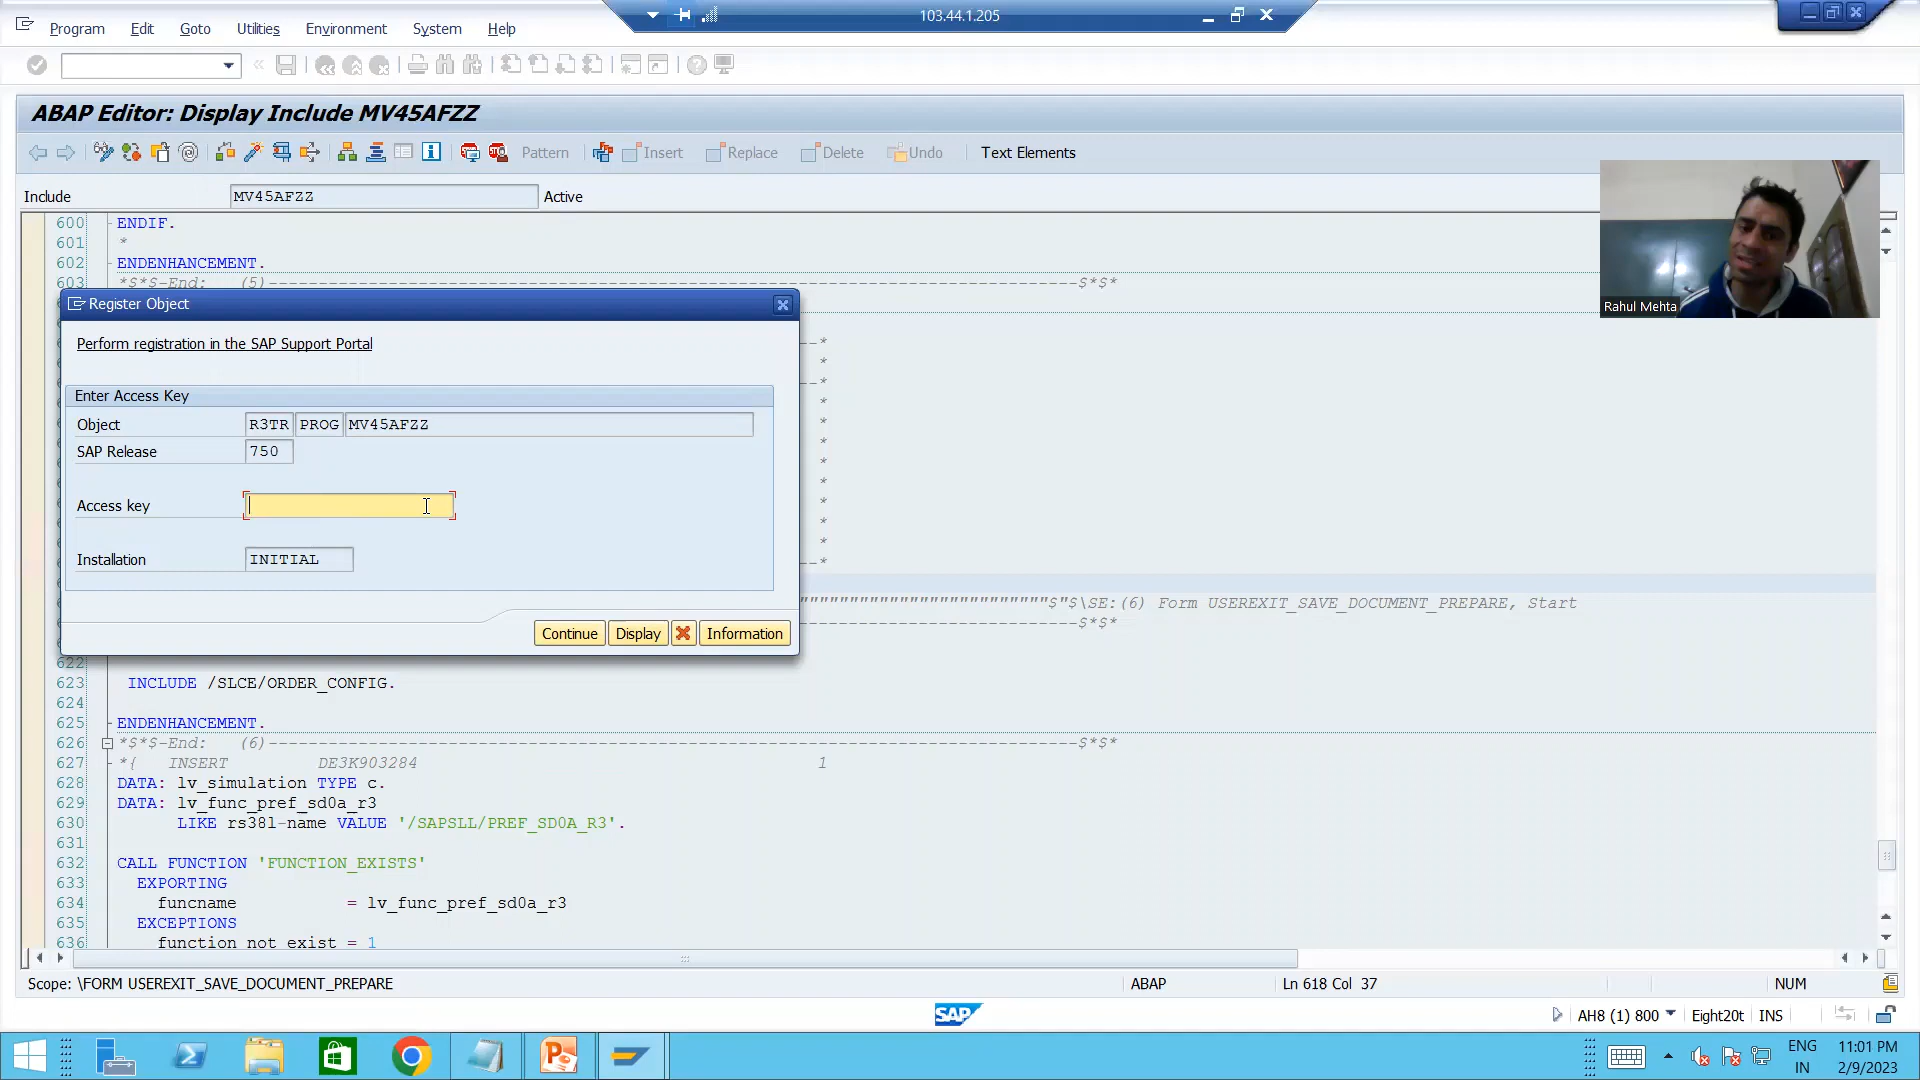 103.44.1.205
Program Edit Goto Utilities Environment System Help
ABAP Editor: Display Include MV45AFZZ
Pattern Insert Replace Delete Undo Text Elements
Include MV45AFZZ Active
600 ENDIF.
601 *
602 ENDENHANCEMENT.
603 *$*$-End: (5)---------------------------------------------------------------------------------$*$*
Rahul Mehta
Register Object
Perform registration in the SAP Support Portal
Enter Access Key
Object R3TR PROG MV45AFZZ
SAP Release 750
Access key
Installation INITIAL
Continue Display Information
--*
*
--*
*
*
*
*
*
*
*
*
--*
"""""""""""""""""""""""""$"$\SE:(6) Form USEREXIT_SAVE_DOCUMENT_PREPARE, Start
---------------------------$*$*
622
623 INCLUDE /SLCE/ORDER_CONFIG.
624
625 ENDENHANCEMENT.
626 *$*$-End: (6)---------------------------------------------------------------------------------$*$*
627 *{ INSERT DE3K903284 1
628 DATA: lv_simulation TYPE c.
629 DATA: lv_func_pref_sd0a_r3
630 LIKE rs38l-name VALUE '/SAPSLL/PREF_SD0A_R3'.
631
632 CALL FUNCTION 'FUNCTION_EXISTS'
633 EXPORTING
634 funcname = lv_func_pref_sd0a_r3
635 EXCEPTIONS
636 function_not_exist = 1
Scope: \FORM USEREXIT_SAVE_DOCUMENT_PREPARE ABAP Ln 618 Col 37 NUM
SAP
AH8 (1) 800 Eight20t INS
ENG
IN
11:01 PM
2/9/2023